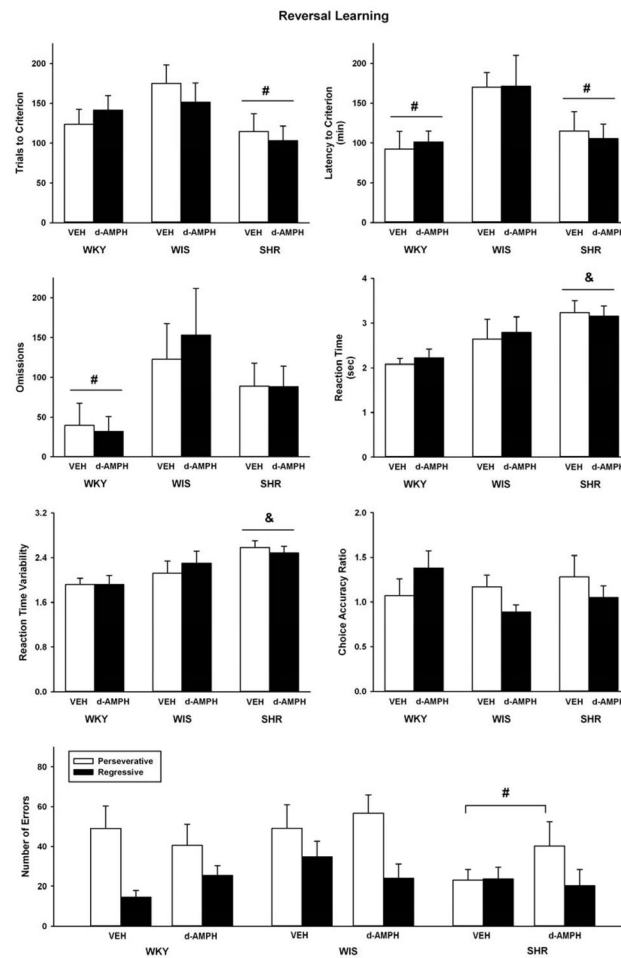 Reversal Learning
Trials to Criterion
200
150
100
50
0
#
VEH d-AMPH VEH d-AMPH VEH d-AMPH
WKY WIS SHR
Latency to Criterion
(min)
200
150
100
50
0
#
#
VEH d-AMPH VEH d-AMPH VEH d-AMPH
WKY WIS SHR
Omissions
200
150
100
50
0
#
VEH d-AMPH VEH d-AMPH VEH d-AMPH
WKY WIS SHR
Reaction Time
(sec)
4
3
2
1
0
&
VEH d-AMPH VEH d-AMPH VEH d-AMPH
WKY WIS SHR
Reaction Time Variability
3.2
2.4
1.6
0.8
0.0
&
VEH d-AMPH VEH d-AMPH VEH d-AMPH
WKY WIS SHR
Choice Accuracy Ratio
2.0
1.5
1.0
0.5
0.0
VEH d-AMPH VEH d-AMPH VEH d-AMPH
WKY WIS SHR
Number of Errors
80
60
40
20
0
Perseverative
Regressive
#
VEH d-AMPH VEH d-AMPH VEH d-AMPH
WKY WIS SHR